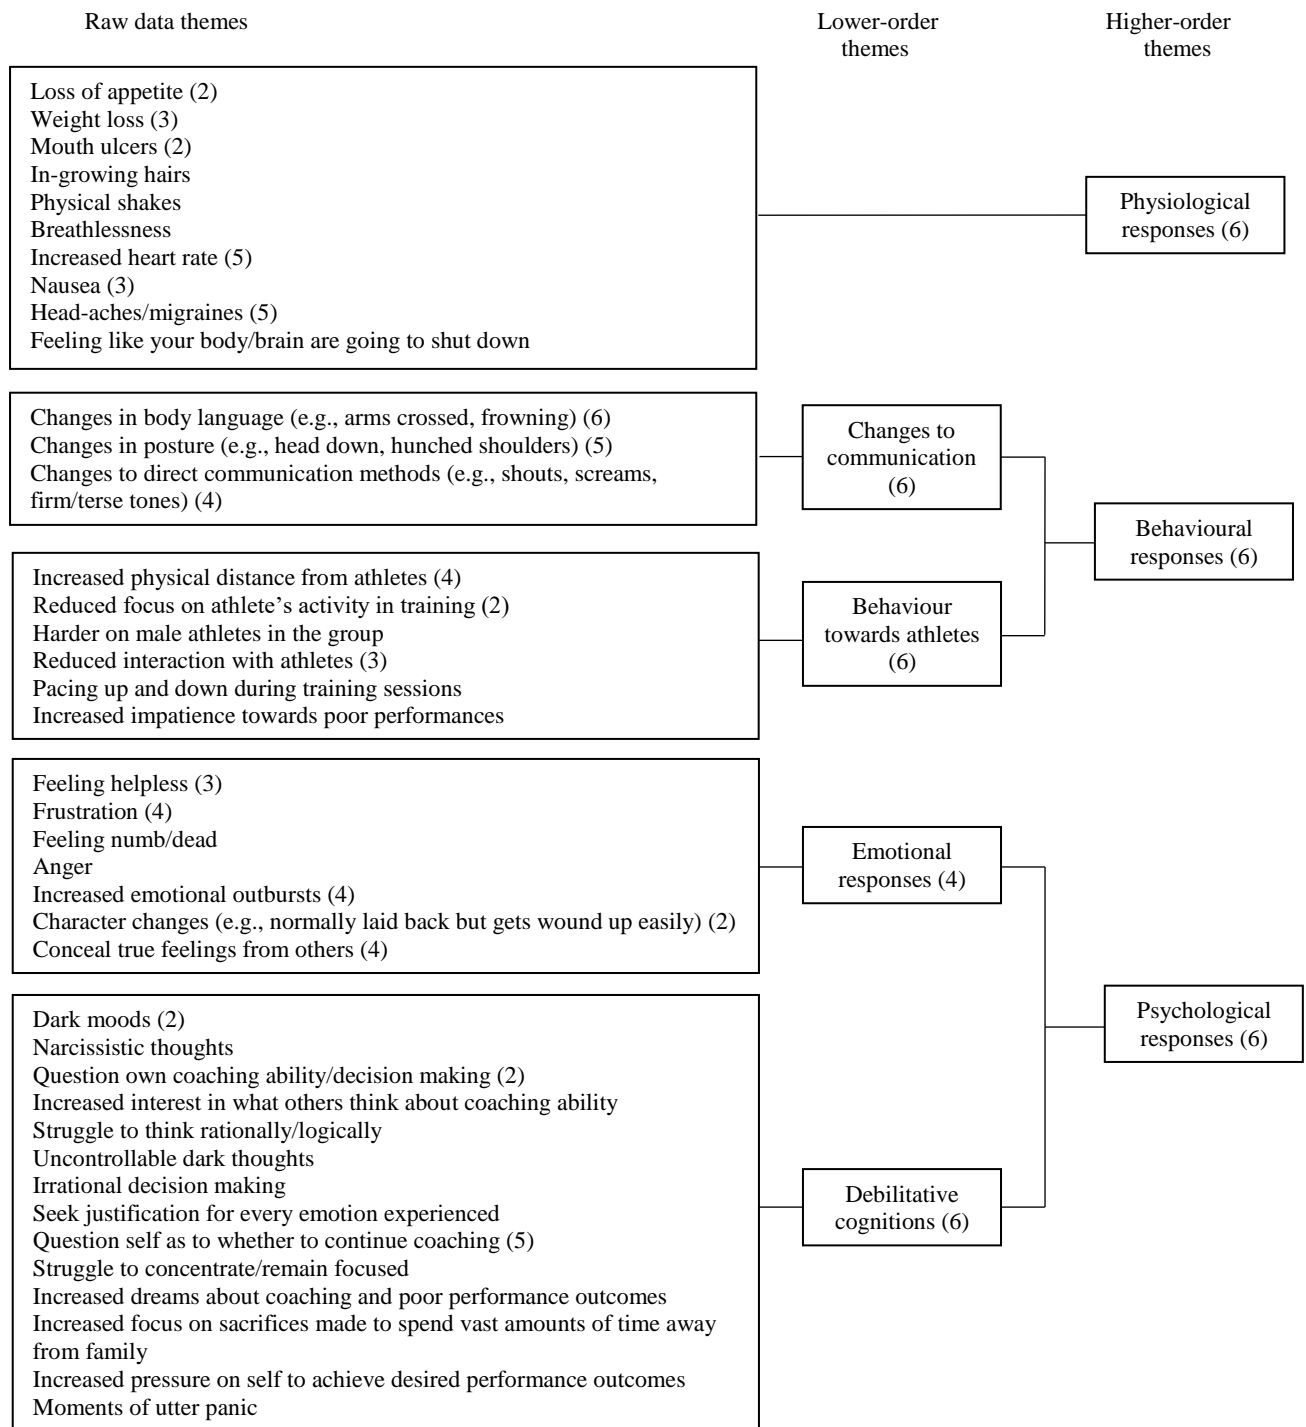 Raw data themes
Lower-order
themes
Higher-order
themes
Loss of appetite (2)
Weight loss (3)
Mouth ulcers (2)
In-growing hairs
Physical shakes
Breathlessness
Increased heart rate (5)
Nausea (3)
Head-aches/migraines (5)
Feeling like your body/brain are going to shut down
Physiological
responses (6)
Changes in body language (e.g., arms crossed, frowning) (6)
Changes in posture (e.g., head down, hunched shoulders) (5)
Changes to direct communication methods (e.g., shouts, screams,
firm/terse tones) (4)
Changes to
communication
(6)
Behavioural
responses (6)
Increased physical distance from athletes (4)
Reduced focus on athlete’s activity in training (2)
Harder on male athletes in the group
Reduced interaction with athletes (3)
Pacing up and down during training sessions
Increased impatience towards poor performances
Behaviour
towards athletes
(6)
Feeling helpless (3)
Frustration (4)
Feeling numb/dead
Anger
Increased emotional outbursts (4)
Character changes (e.g., normally laid back but gets wound up easily) (2)
Conceal true feelings from others (4)
Emotional
responses (4)
Psychological
responses (6)
Dark moods (2)
Narcissistic thoughts
Question own coaching ability/decision making (2)
Increased interest in what others think about coaching ability
Struggle to think rationally/logically
Uncontrollable dark thoughts
Irrational decision making
Seek justification for every emotion experienced
Question self as to whether to continue coaching (5)
Struggle to concentrate/remain focused
Increased dreams about coaching and poor performance outcomes
Increased focus on sacrifices made to spend vast amounts of time away
from family
Increased pressure on self to achieve desired performance outcomes
Moments of utter panic
Debilitative
cognitions (6)